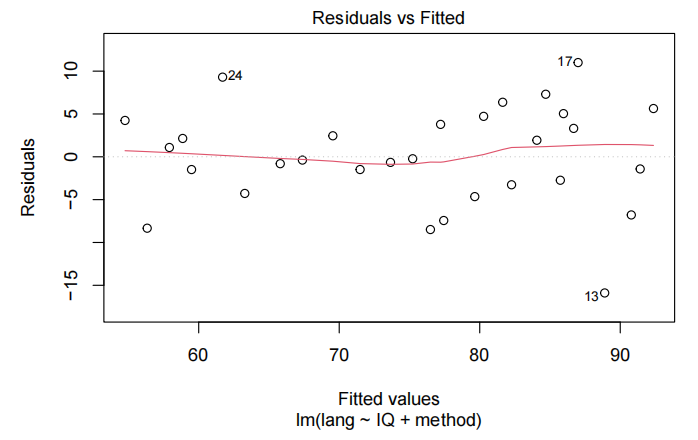 Residuals vs Fitted
Residuals
10
5
0
−5
−15
24
17
13
60 70 80 90
Fitted values
lm(lang ~ IQ + method)